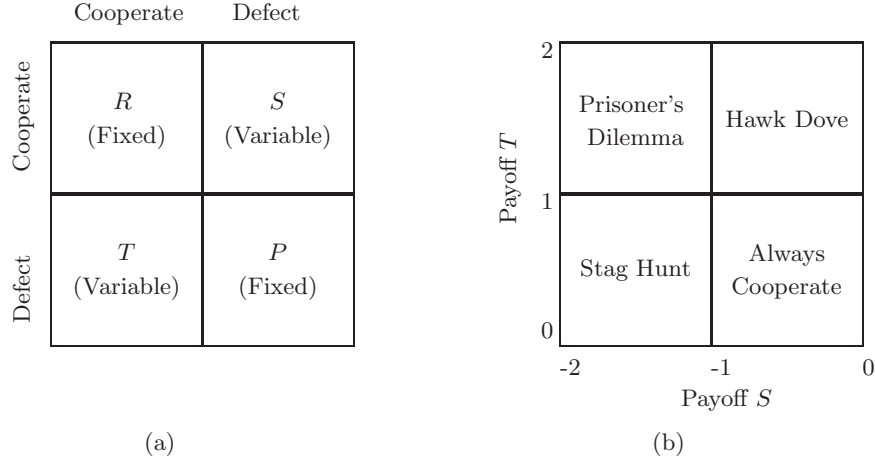 Cooperate Defect
Cooperate
R
(Fixed)
S
(Variable)
Defect
T
(Variable)
P
(Fixed)
(a)
Payoff T
2
1
0
Prisoner's
Dilemma
Hawk Dove
Stag Hunt
Always
Cooperate
-2 -1 0
Payoff S
(b)